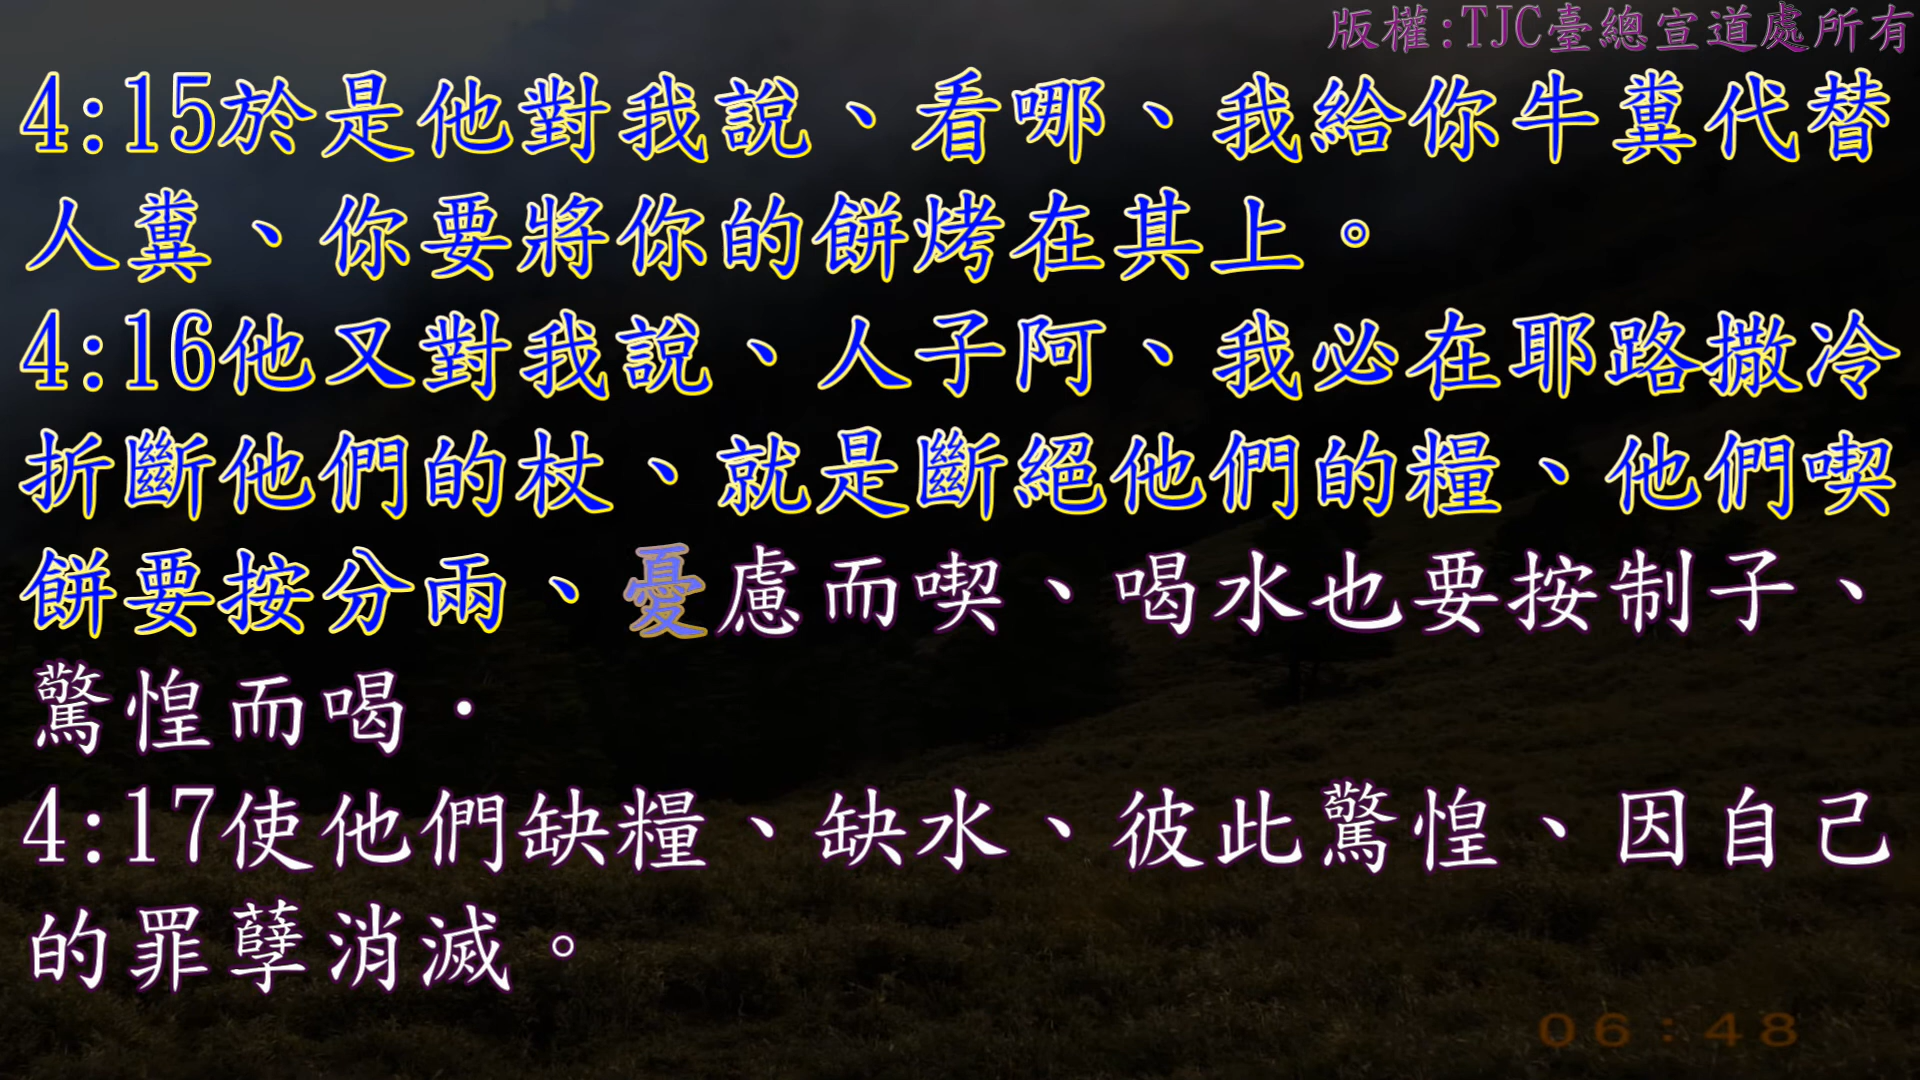 版權:TJC臺總宣道處所有
4:15於是他對我說、看哪、我給你牛糞代替
人糞、你要將你的餅烤在其上。
4:16他又對我說、人子阿、我必在耶路撒冷
折斷他們的杖、就是斷絕他們的糧、他們喫
餅要按分兩、憂慮而喫、喝水也要按制子、
驚惶而喝．
4:17使他們缺糧、缺水、彼此驚惶、因自己
的罪孽消滅。
06:48